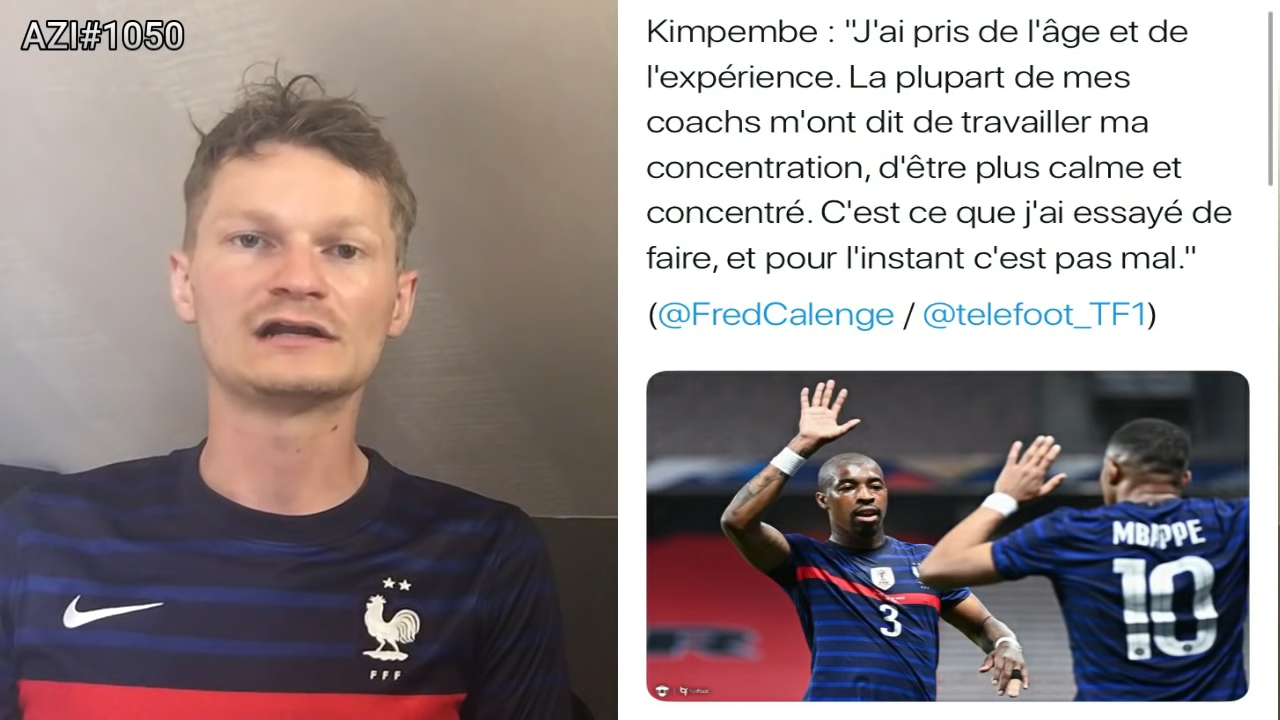 AZI#1050
Kimpembe : "J'ai pris de l'âge et de
l'expérience. La plupart de mes
coachs m'ont dit de travailler ma
concentration, d'être plus calme et
concentré. C'est ce que j'ai essayé de
faire, et pour l'instant c'est pas mal."
(@FredCalenge / @telefoot_TF1)
FFF
3
MBAPPE
10